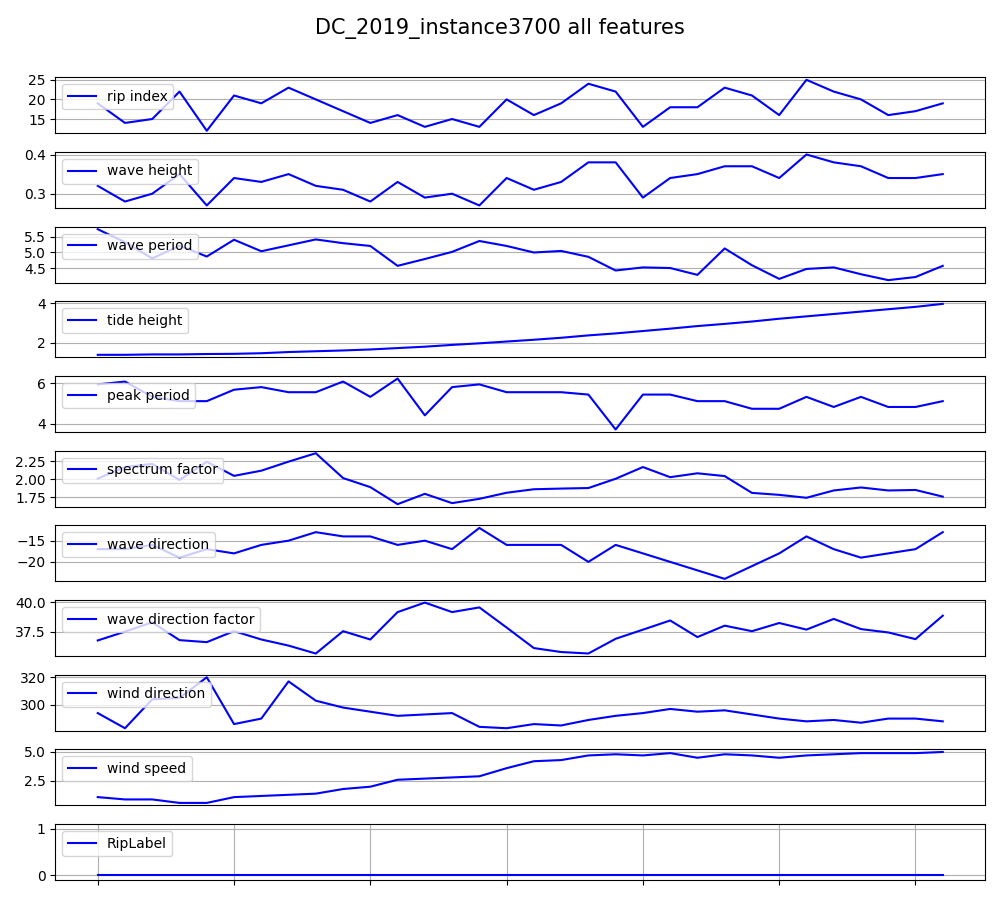 DC_2019_instance3700 all features
25
20
15
rip index
0.4
0.3
wave height
5.5
5.0
4.5
wave period
4
2
tide height
6
4
peak period
2.25
2.00
1.75
spectrum factor
−15
−20
wave direction
40.0
37.5
wave direction factor
320
300
wind direction
5.0
2.5
wind speed
1
0
RipLabel